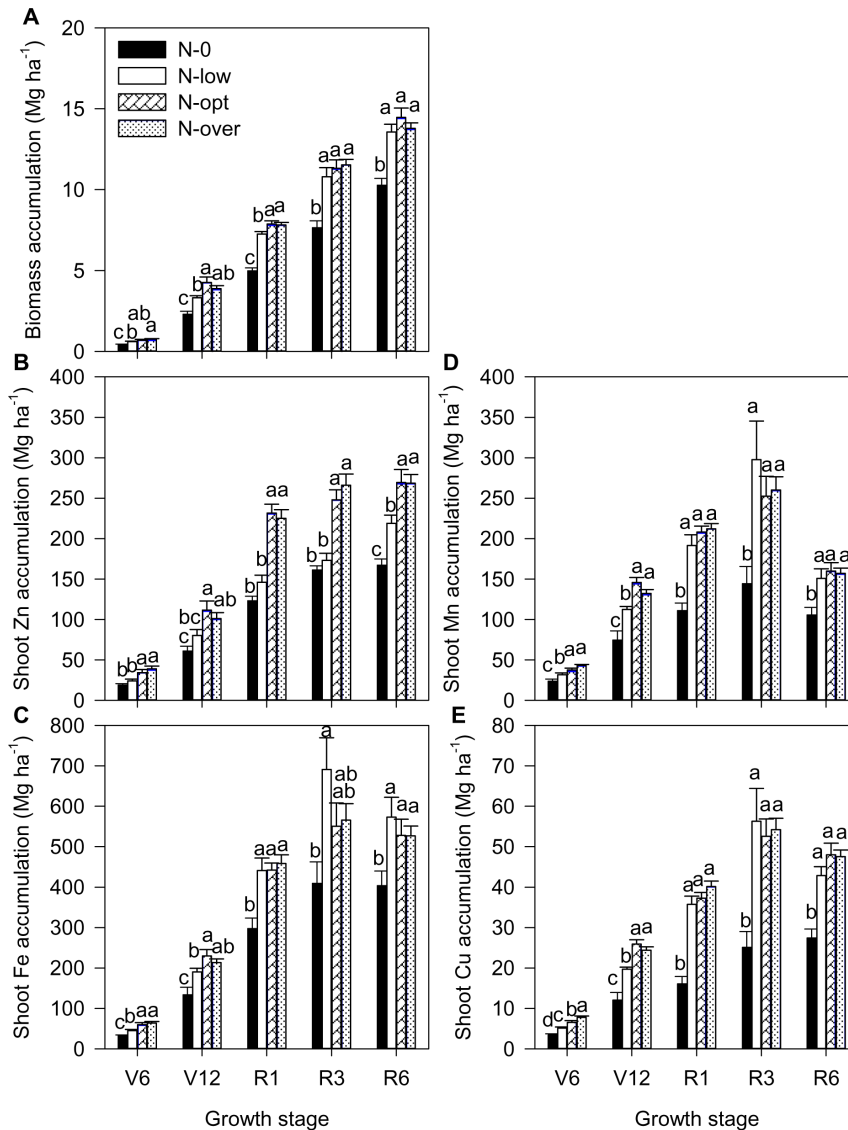 A
Biomass accumulation (Mg ha⁻¹)
20
15
10
5
0
N-0
N-low
N-opt
N-over
c b ab a
c b a ab
c b a a
b a a a
b a a a
B
Shoot Zn accumulation (Mg ha⁻¹)
400
350
300
250
200
150
100
50
0
b b a a
c bc a ab
b b a a
b b a a
c b a a
D
Shoot Mn accumulation (Mg ha⁻¹)
400
350
300
250
200
150
100
50
0
c b a a
c b a a
b a a a
b a a a
b a a a
C
Shoot Fe accumulation (Mg ha⁻¹)
800
700
600
500
400
300
200
100
0
c b a a
c b a ab
b a a a
b a ab ab
b a a a
V6 V12 R1 R3 R6
Growth stage
E
Shoot Cu accumulation (Mg ha⁻¹)
80
70
60
50
40
30
20
10
0
d c b a
c b a a
b a a a
b a a a
b a a a
V6 V12 R1 R3 R6
Growth stage